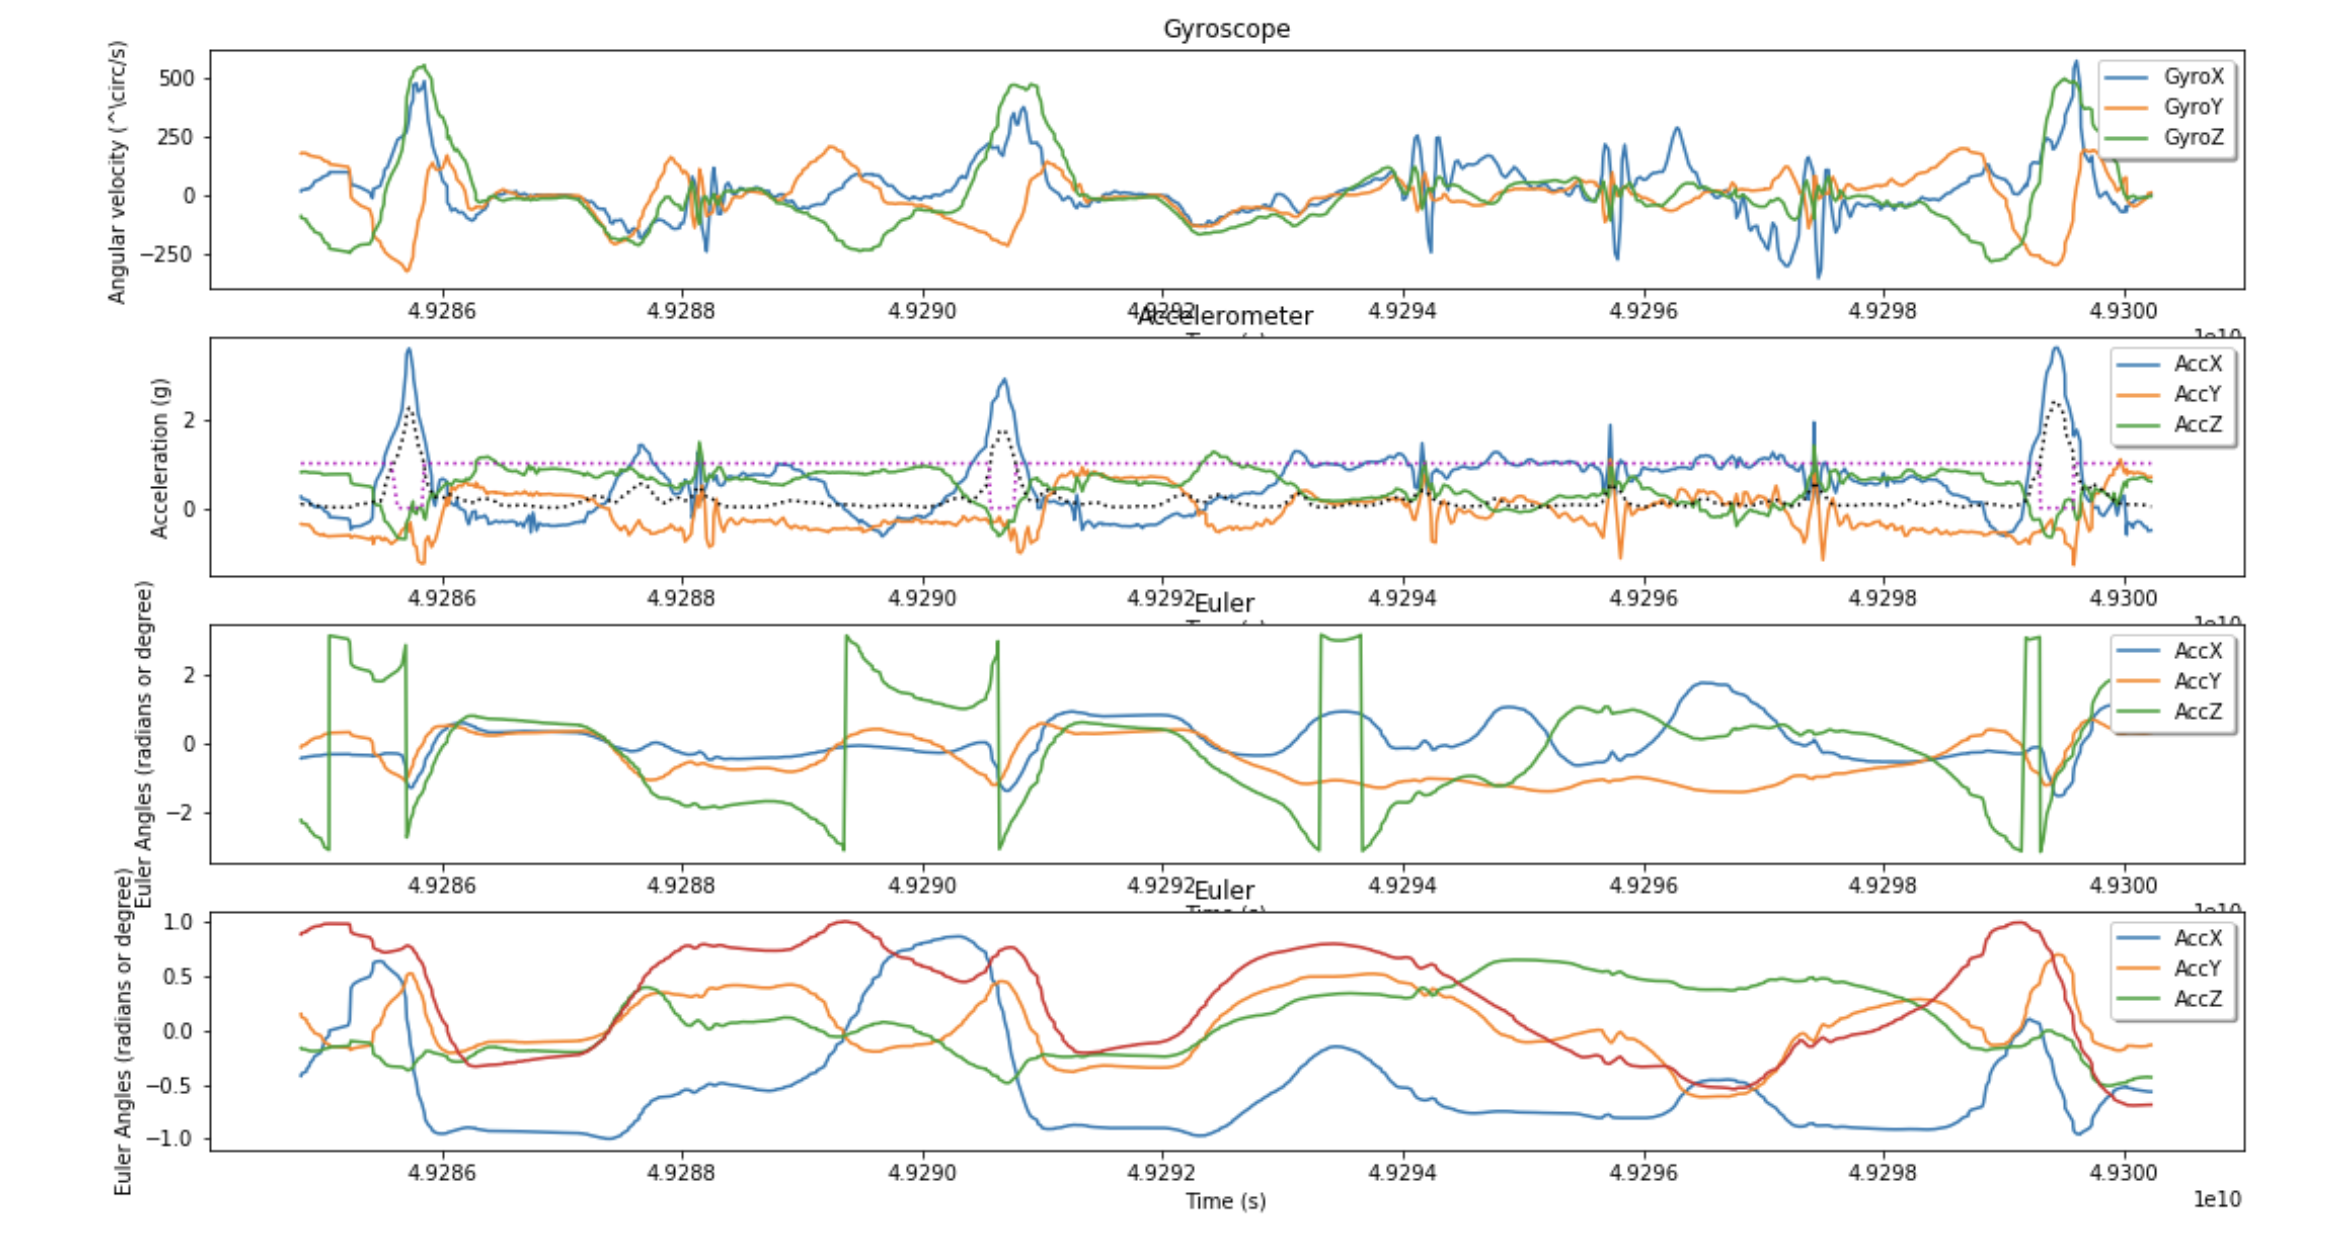 Gyroscope
Angular velocity (^\circ/s)
500
250
0
−250
GyroX
GyroY
GyroZ
4.9286 4.9288 4.9290 4.9292 4.9294 4.9296 4.9298 4.9300
1e10
Time (s)
Accelerometer
Acceleration (g)
2
0
AccX
AccY
AccZ
4.9286 4.9288 4.9290 4.9292 4.9294 4.9296 4.9298 4.9300
1e10
Time (s)
Euler
Euler Angles (radians or degree)
2
0
−2
AccX
AccY
AccZ
4.9286 4.9288 4.9290 4.9292 4.9294 4.9296 4.9298 4.9300
1e10
Time (s)
Euler
Euler Angles (radians or degree)
1.0
0.5
0.0
−0.5
−1.0
AccX
AccY
AccZ
4.9286 4.9288 4.9290 4.9292 4.9294 4.9296 4.9298 4.9300
Time (s)
1e10